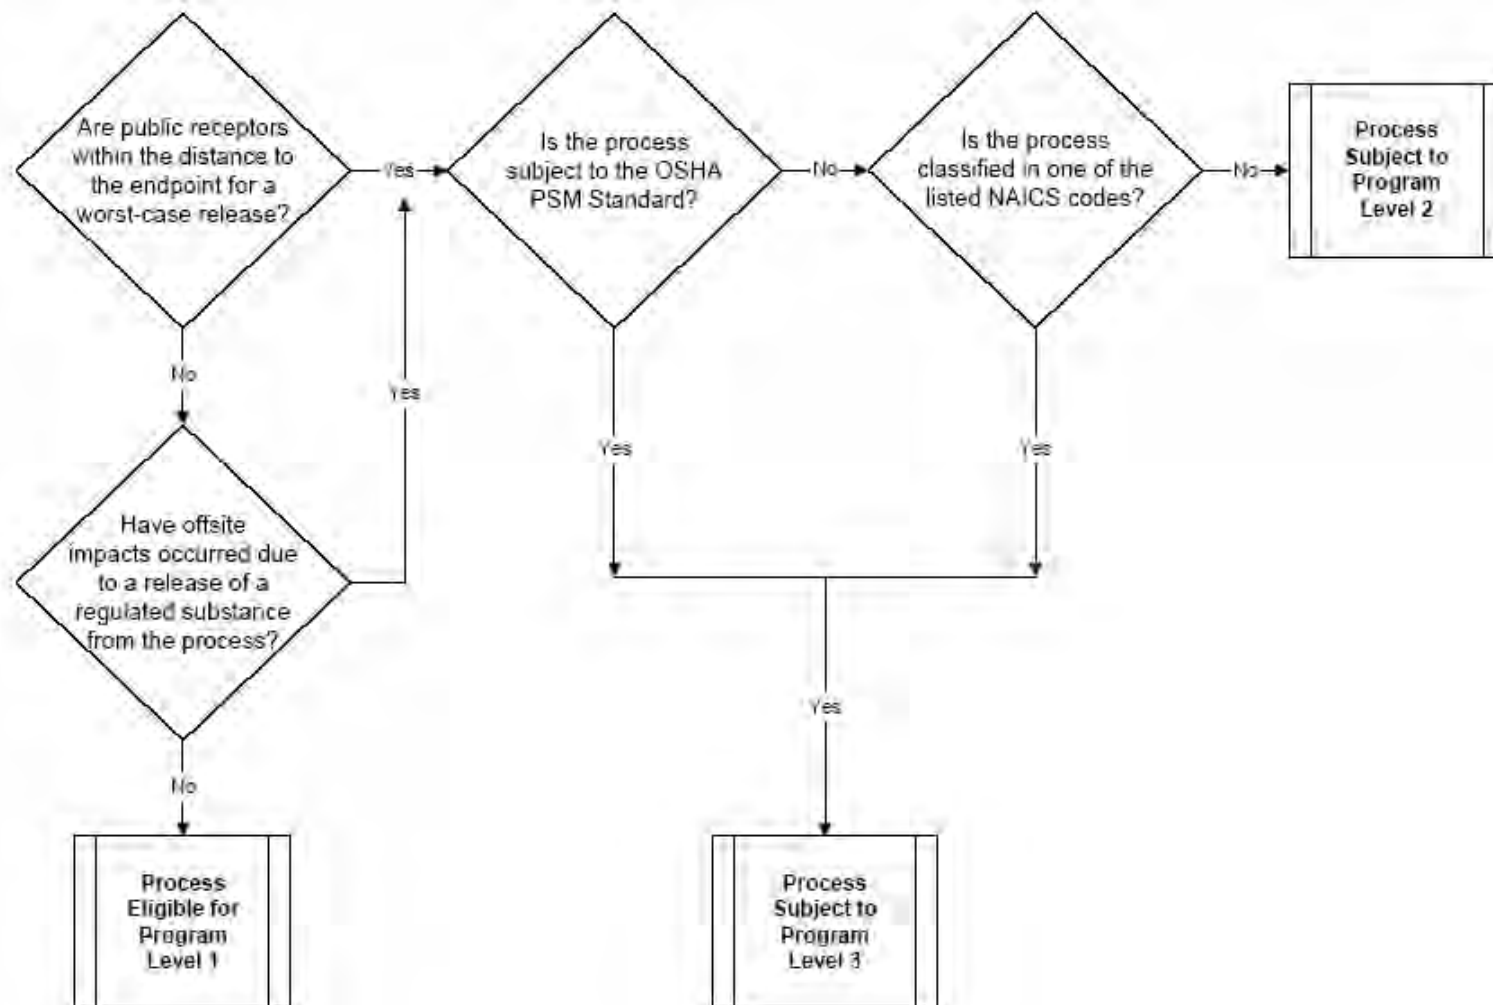 Are public receptors
within the distance to
the endpoint for a
worst-case release?
Yes
Is the process
subject to the OSHA
PSM Standard?
No
Is the process
classified in one of the
listed NAICS codes?
No
Process
Subject to
Program
Level 2
No
Yes
Yes
Yes
Have offsite
impacts occurred due
to a release of a
regulated substance
from the process?
Yes
No
Process
Eligible for
Program
Level 1
Process
Subject to
Program
Level 3